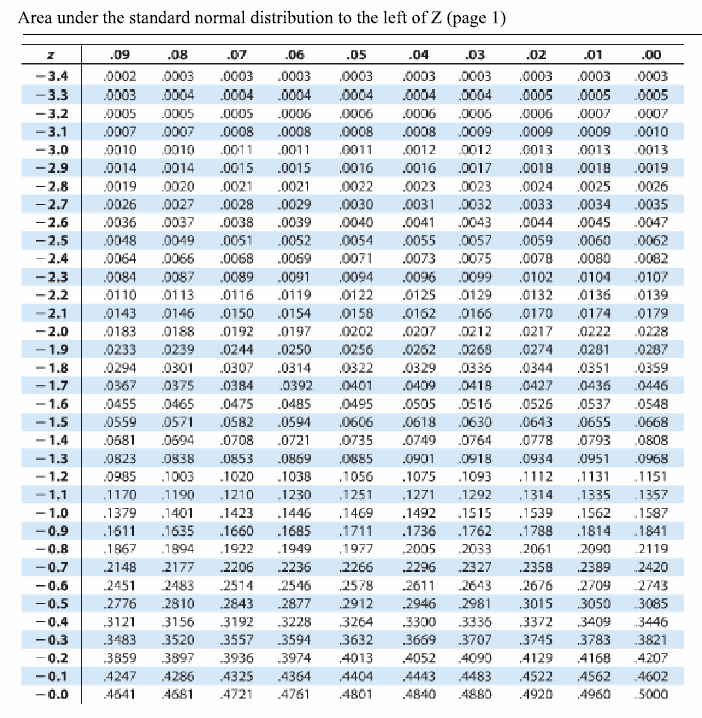 Area under the standard normal distribution to the left of Z (page 1)
z .09 .08 .07 .06 .05 .04 .03 .02 .01 .00
−3.4 .0002 .0003 .0003 .0003 .0003 .0003 .0003 .0003 .0003 .0003
−3.3 .0003 .0004 .0004 .0004 .0004 .0004 .0004 .0005 .0005 .0005
−3.2 .0005 .0005 .0005 .0006 .0006 .0006 .0006 .0006 .0007 .0007
−3.1 .0007 .0007 .0008 .0008 .0008 .0008 .0009 .0009 .0009 .0010
−3.0 .0010 .0010 .0011 .0011 .0011 .0012 .0012 .0013 .0013 .0013
−2.9 .0014 .0014 .0015 .0015 .0016 .0016 .0017 .0018 .0018 .0019
−2.8 .0019 .0020 .0021 .0021 .0022 .0023 .0023 .0024 .0025 .0026
−2.7 .0026 .0027 .0028 .0029 .0030 .0031 .0032 .0033 .0034 .0035
−2.6 .0036 .0037 .0038 .0039 .0040 .0041 .0043 .0044 .0045 .0047
−2.5 .0048 .0049 .0051 .0052 .0054 .0055 .0057 .0059 .0060 .0062
−2.4 .0064 .0066 .0068 .0069 .0071 .0073 .0075 .0078 .0080 .0082
−2.3 .0084 .0087 .0089 .0091 .0094 .0096 .0099 .0102 .0104 .0107
−2.2 .0110 .0113 .0116 .0119 .0122 .0125 .0129 .0132 .0136 .0139
−2.1 .0143 .0146 .0150 .0154 .0158 .0162 .0166 .0170 .0174 .0179
−2.0 .0183 .0188 .0192 .0197 .0202 .0207 .0212 .0217 .0222 .0228
−1.9 .0233 .0239 .0244 .0250 .0256 .0262 .0268 .0274 .0281 .0287
−1.8 .0294 .0301 .0307 .0314 .0322 .0329 .0336 .0344 .0351 .0359
−1.7 .0367 .0375 .0384 .0392 .0401 .0409 .0418 .0427 .0436 .0446
−1.6 .0455 .0465 .0475 .0485 .0495 .0505 .0516 .0526 .0537 .0548
−1.5 .0559 .0571 .0582 .0594 .0606 .0618 .0630 .0643 .0655 .0668
−1.4 .0681 .0694 .0708 .0721 .0735 .0749 .0764 .0778 .0793 .0808
−1.3 .0823 .0838 .0853 .0869 .0885 .0901 .0918 .0934 .0951 .0968
−1.2 .0985 .1003 .1020 .1038 .1056 .1075 .1093 .1112 .1131 .1151
−1.1 .1170 .1190 .1210 .1230 .1251 .1271 .1292 .1314 .1335 .1357
−1.0 .1379 .1401 .1423 .1446 .1469 .1492 .1515 .1539 .1562 .1587
−0.9 .1611 .1635 .1660 .1685 .1711 .1736 .1762 .1788 .1814 .1841
−0.8 .1867 .1894 .1922 .1949 .1977 .2005 .2033 .2061 .2090 .2119
−0.7 .2148 .2177 .2206 .2236 .2266 .2296 .2327 .2358 .2389 .2420
−0.6 .2451 .2483 .2514 .2546 .2578 .2611 .2643 .2676 .2709 .2743
−0.5 .2776 .2810 .2843 .2877 .2912 .2946 .2981 .3015 .3050 .3085
−0.4 .3121 .3156 .3192 .3228 .3264 .3300 .3336 .3372 .3409 .3446
−0.3 .3483 .3520 .3557 .3594 .3632 .3669 .3707 .3745 .3783 .3821
−0.2 .3859 .3897 .3936 .3974 .4013 .4052 .4090 .4129 .4168 .4207
−0.1 .4247 .4286 .4325 .4364 .4404 .4443 .4483 .4522 .4562 .4602
−0.0 .4641 .4681 .4721 .4761 .4801 .4840 .4880 .4920 .4960 .5000